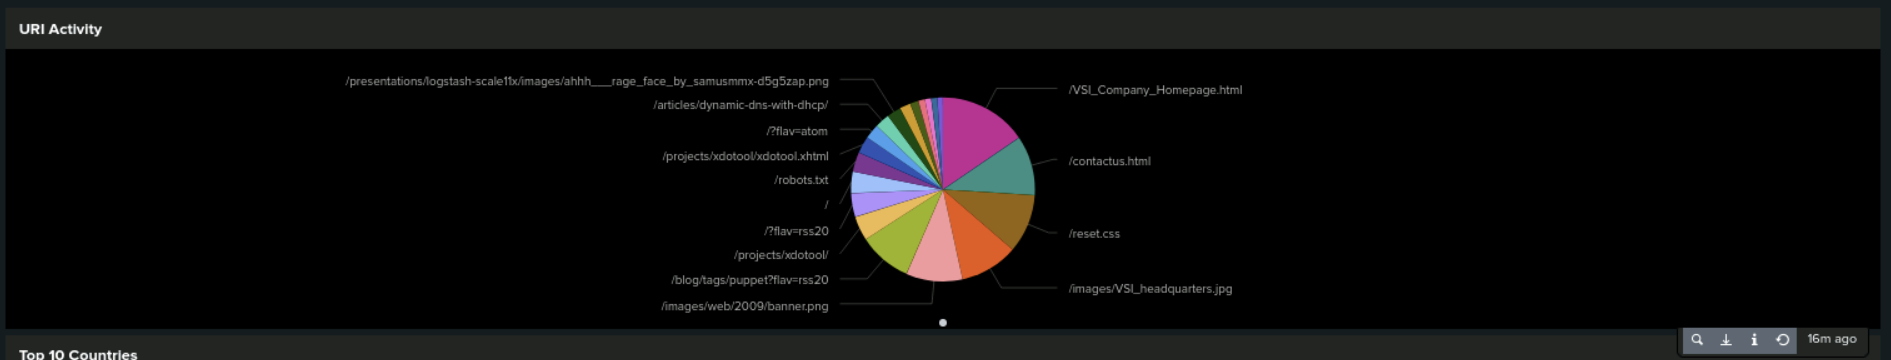 URI Activity
/presentations/logstash-scale11x/images/ahhh___rage_face_by_samusmmx-d5g5zap.png
/articles/dynamic-dns-with-dhcp/
/?flav=atom
/projects/xdotool/xdotool.xhtml
/robots.txt
/
/?flav=rss20
/projects/xdotool/
/blog/tags/puppet?flav=rss20
/images/web/2009/banner.png
/VSI_Company_Homepage.html
/contactus.html
/reset.css
/images/VSI_headquarters.jpg
16m ago
Top 10 Countries